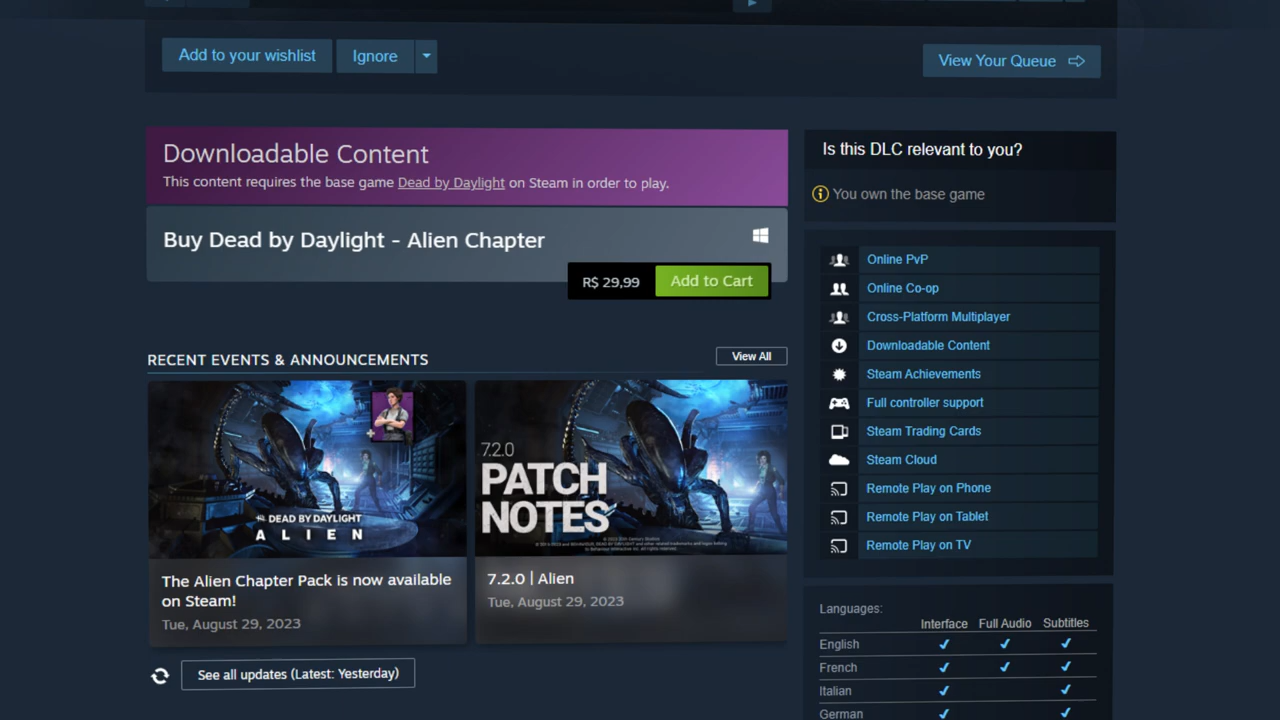 Add to your wishlist
Ignore
View Your Queue
Downloadable Content
This content requires the base game Dead by Daylight on Steam in order to play.
Buy Dead by Daylight - Alien Chapter
R$ 29,99
Add to Cart
RECENT EVENTS & ANNOUNCEMENTS
View All
DEAD BY DAYLIGHT
ALIEN
The Alien Chapter Pack is now available
on Steam!
Tue, August 29, 2023
7.2.0
PATCH
NOTES
7.2.0 | Alien
Tue, August 29, 2023
See all updates (Latest: Yesterday)
Is this DLC relevant to you?
You own the base game
Online PvP
Online Co-op
Cross-Platform Multiplayer
Downloadable Content
Steam Achievements
Full controller support
Steam Trading Cards
Steam Cloud
Remote Play on Phone
Remote Play on Tablet
Remote Play on TV
Languages:
Interface Full Audio Subtitles
English
French
Italian
German